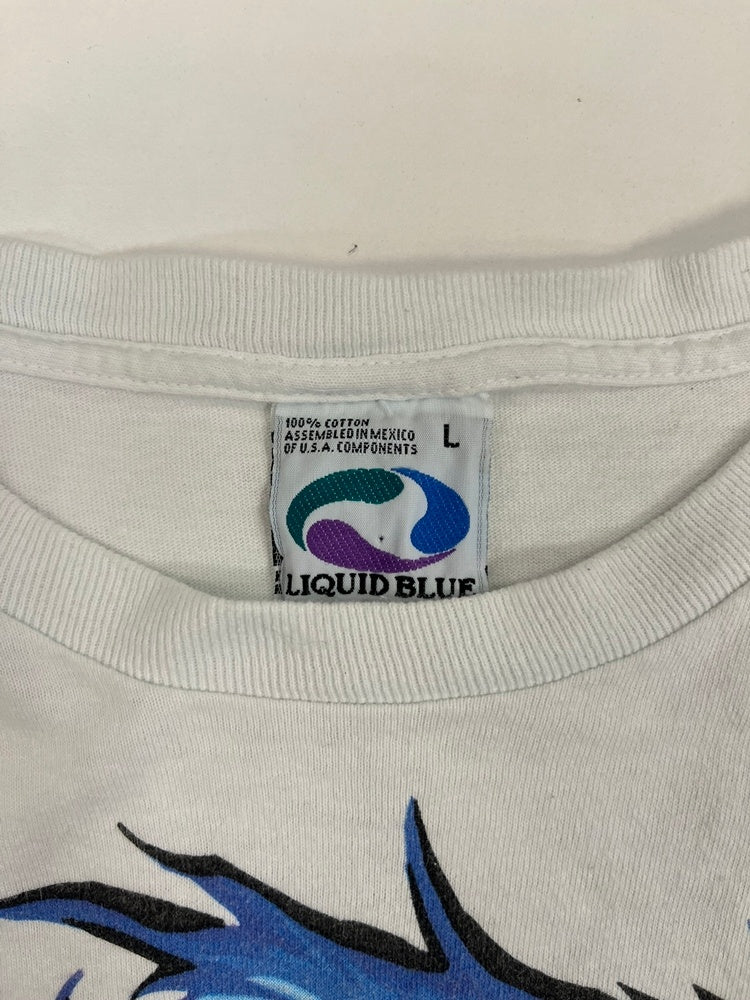 100% COTTON
ASSEMBLED IN MEXICO
OF U.S.A. COMPONENTS
L
LIQUID BLUE